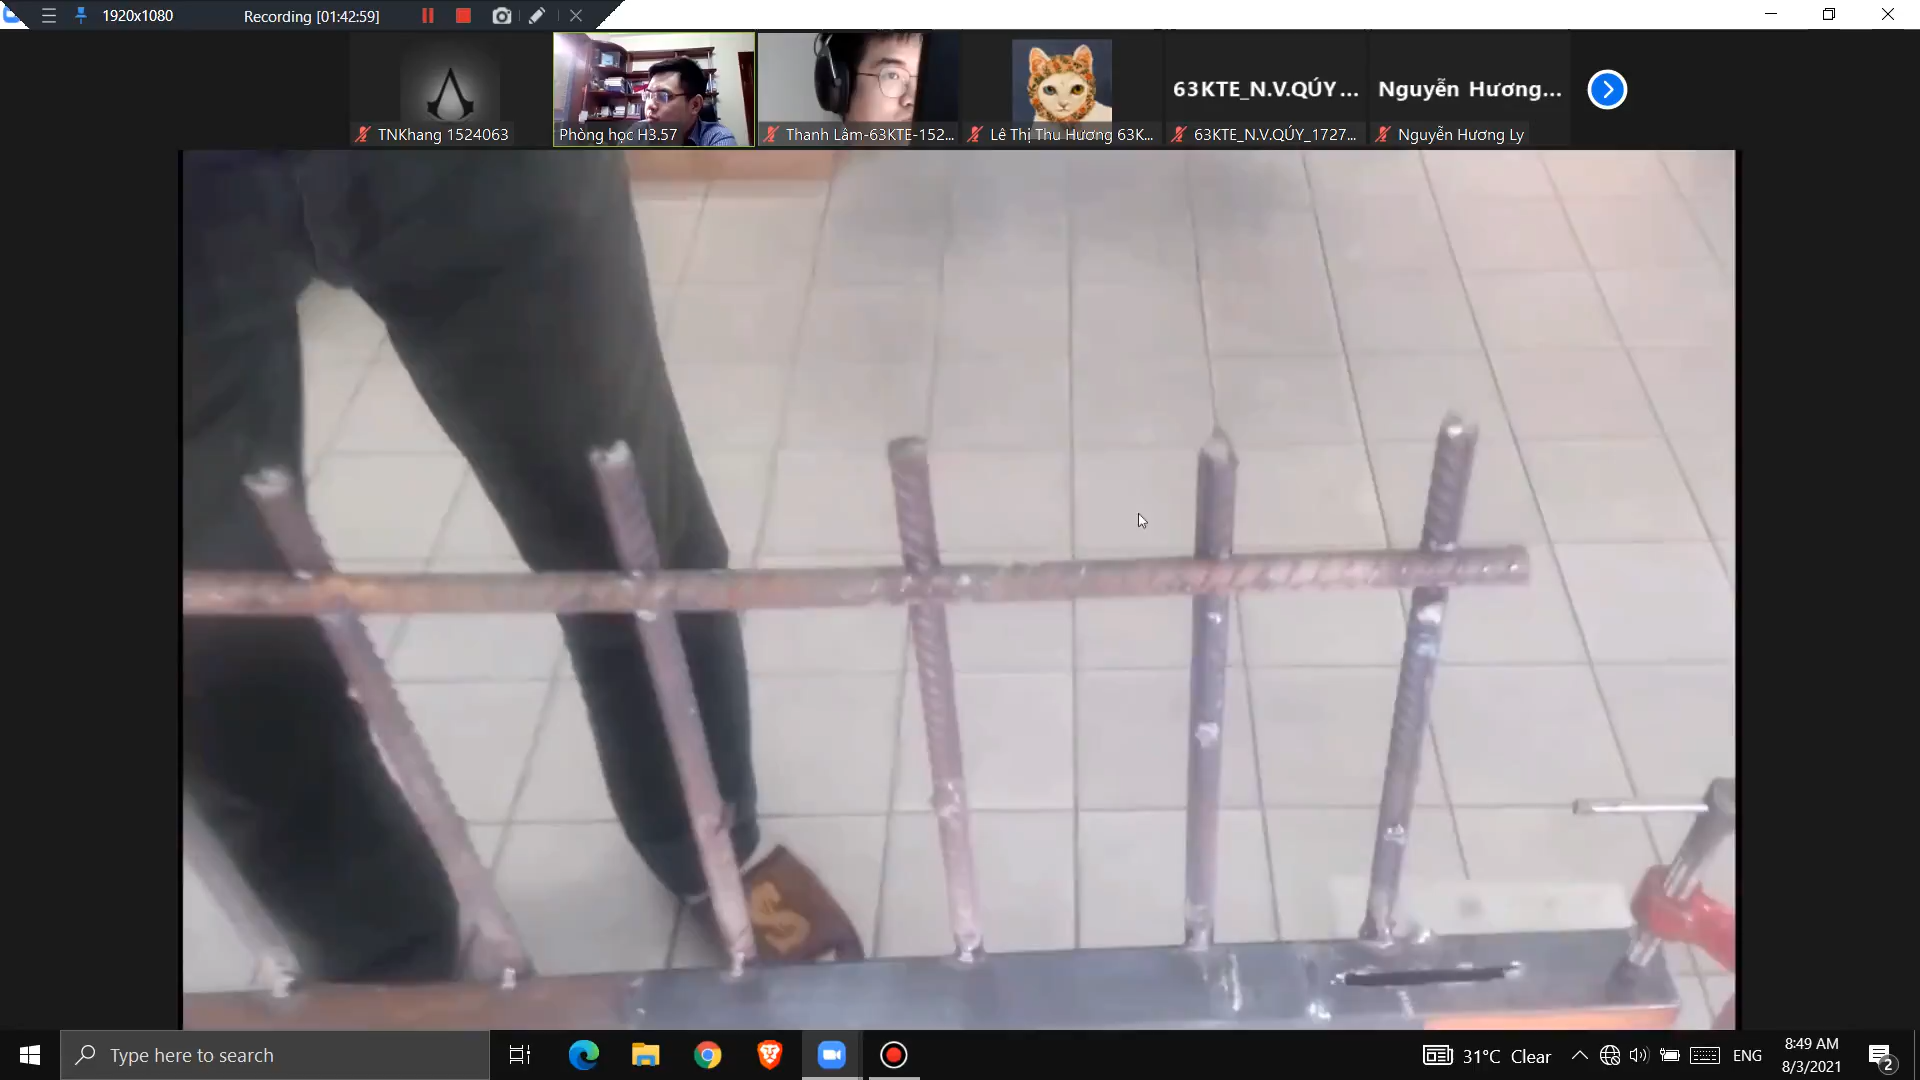 1920x1080
Recording [01:42:59]
TNKhang 1524063
Phòng học H3.57
Thanh Lâm-63KTE-152...
Lê Thị Thu Hương 63K...
63KTE_N.V.QÚY...
63KTE_N.V.QÚY_1727...
Nguyễn Hương...
Nguyễn Hương Ly
Type here to search
31°C Clear
ENG
8:49 AM
8/3/2021
2